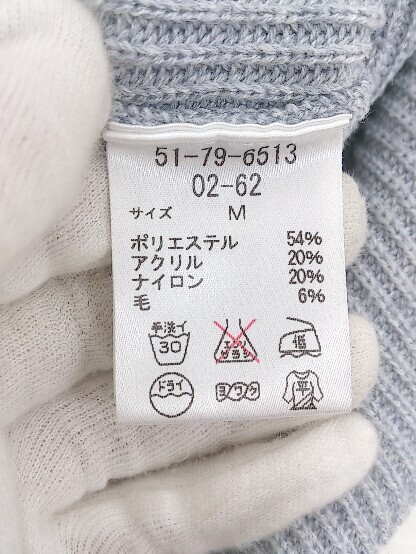 51-79-6513
02-62
サイズ M
ポリエステル 54%
アクリル 20%
ナイロン 20%
毛 6%
手洗イ
30
エンソ
サラシ
低
ドライ
ヨワク
平